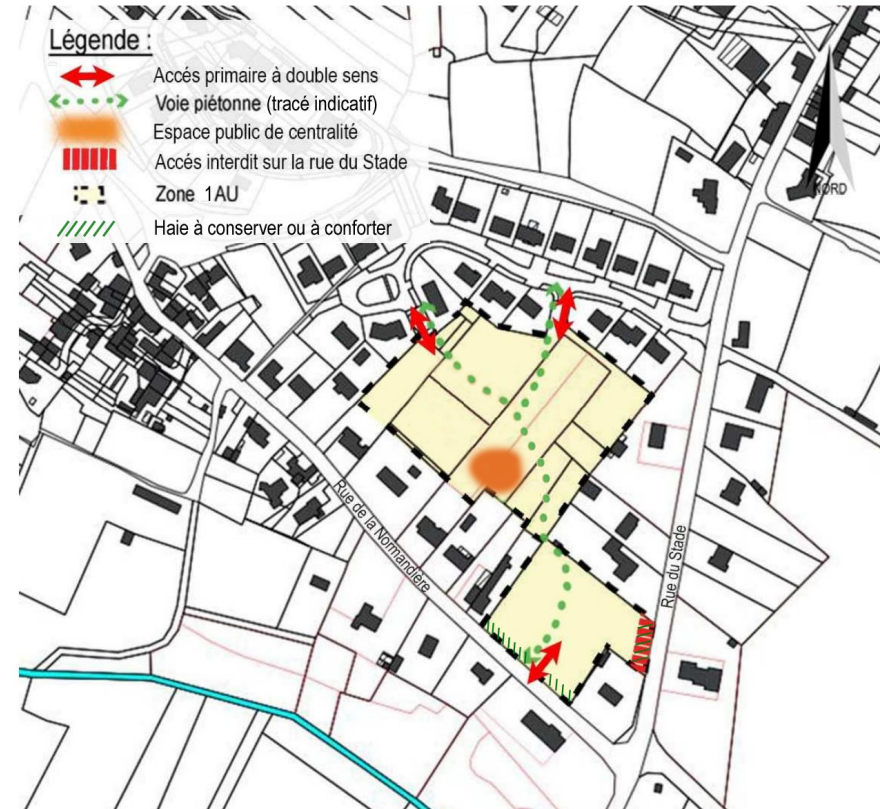 Légende :
Accés primaire à double sens
Voie piétonne (tracé indicatif)
Espace public de centralité
Accés interdit sur la rue du Stade
Zone 1AU
Haie à conserver ou à conforter
NORD
Rue de la Normandière
Rue du Stade